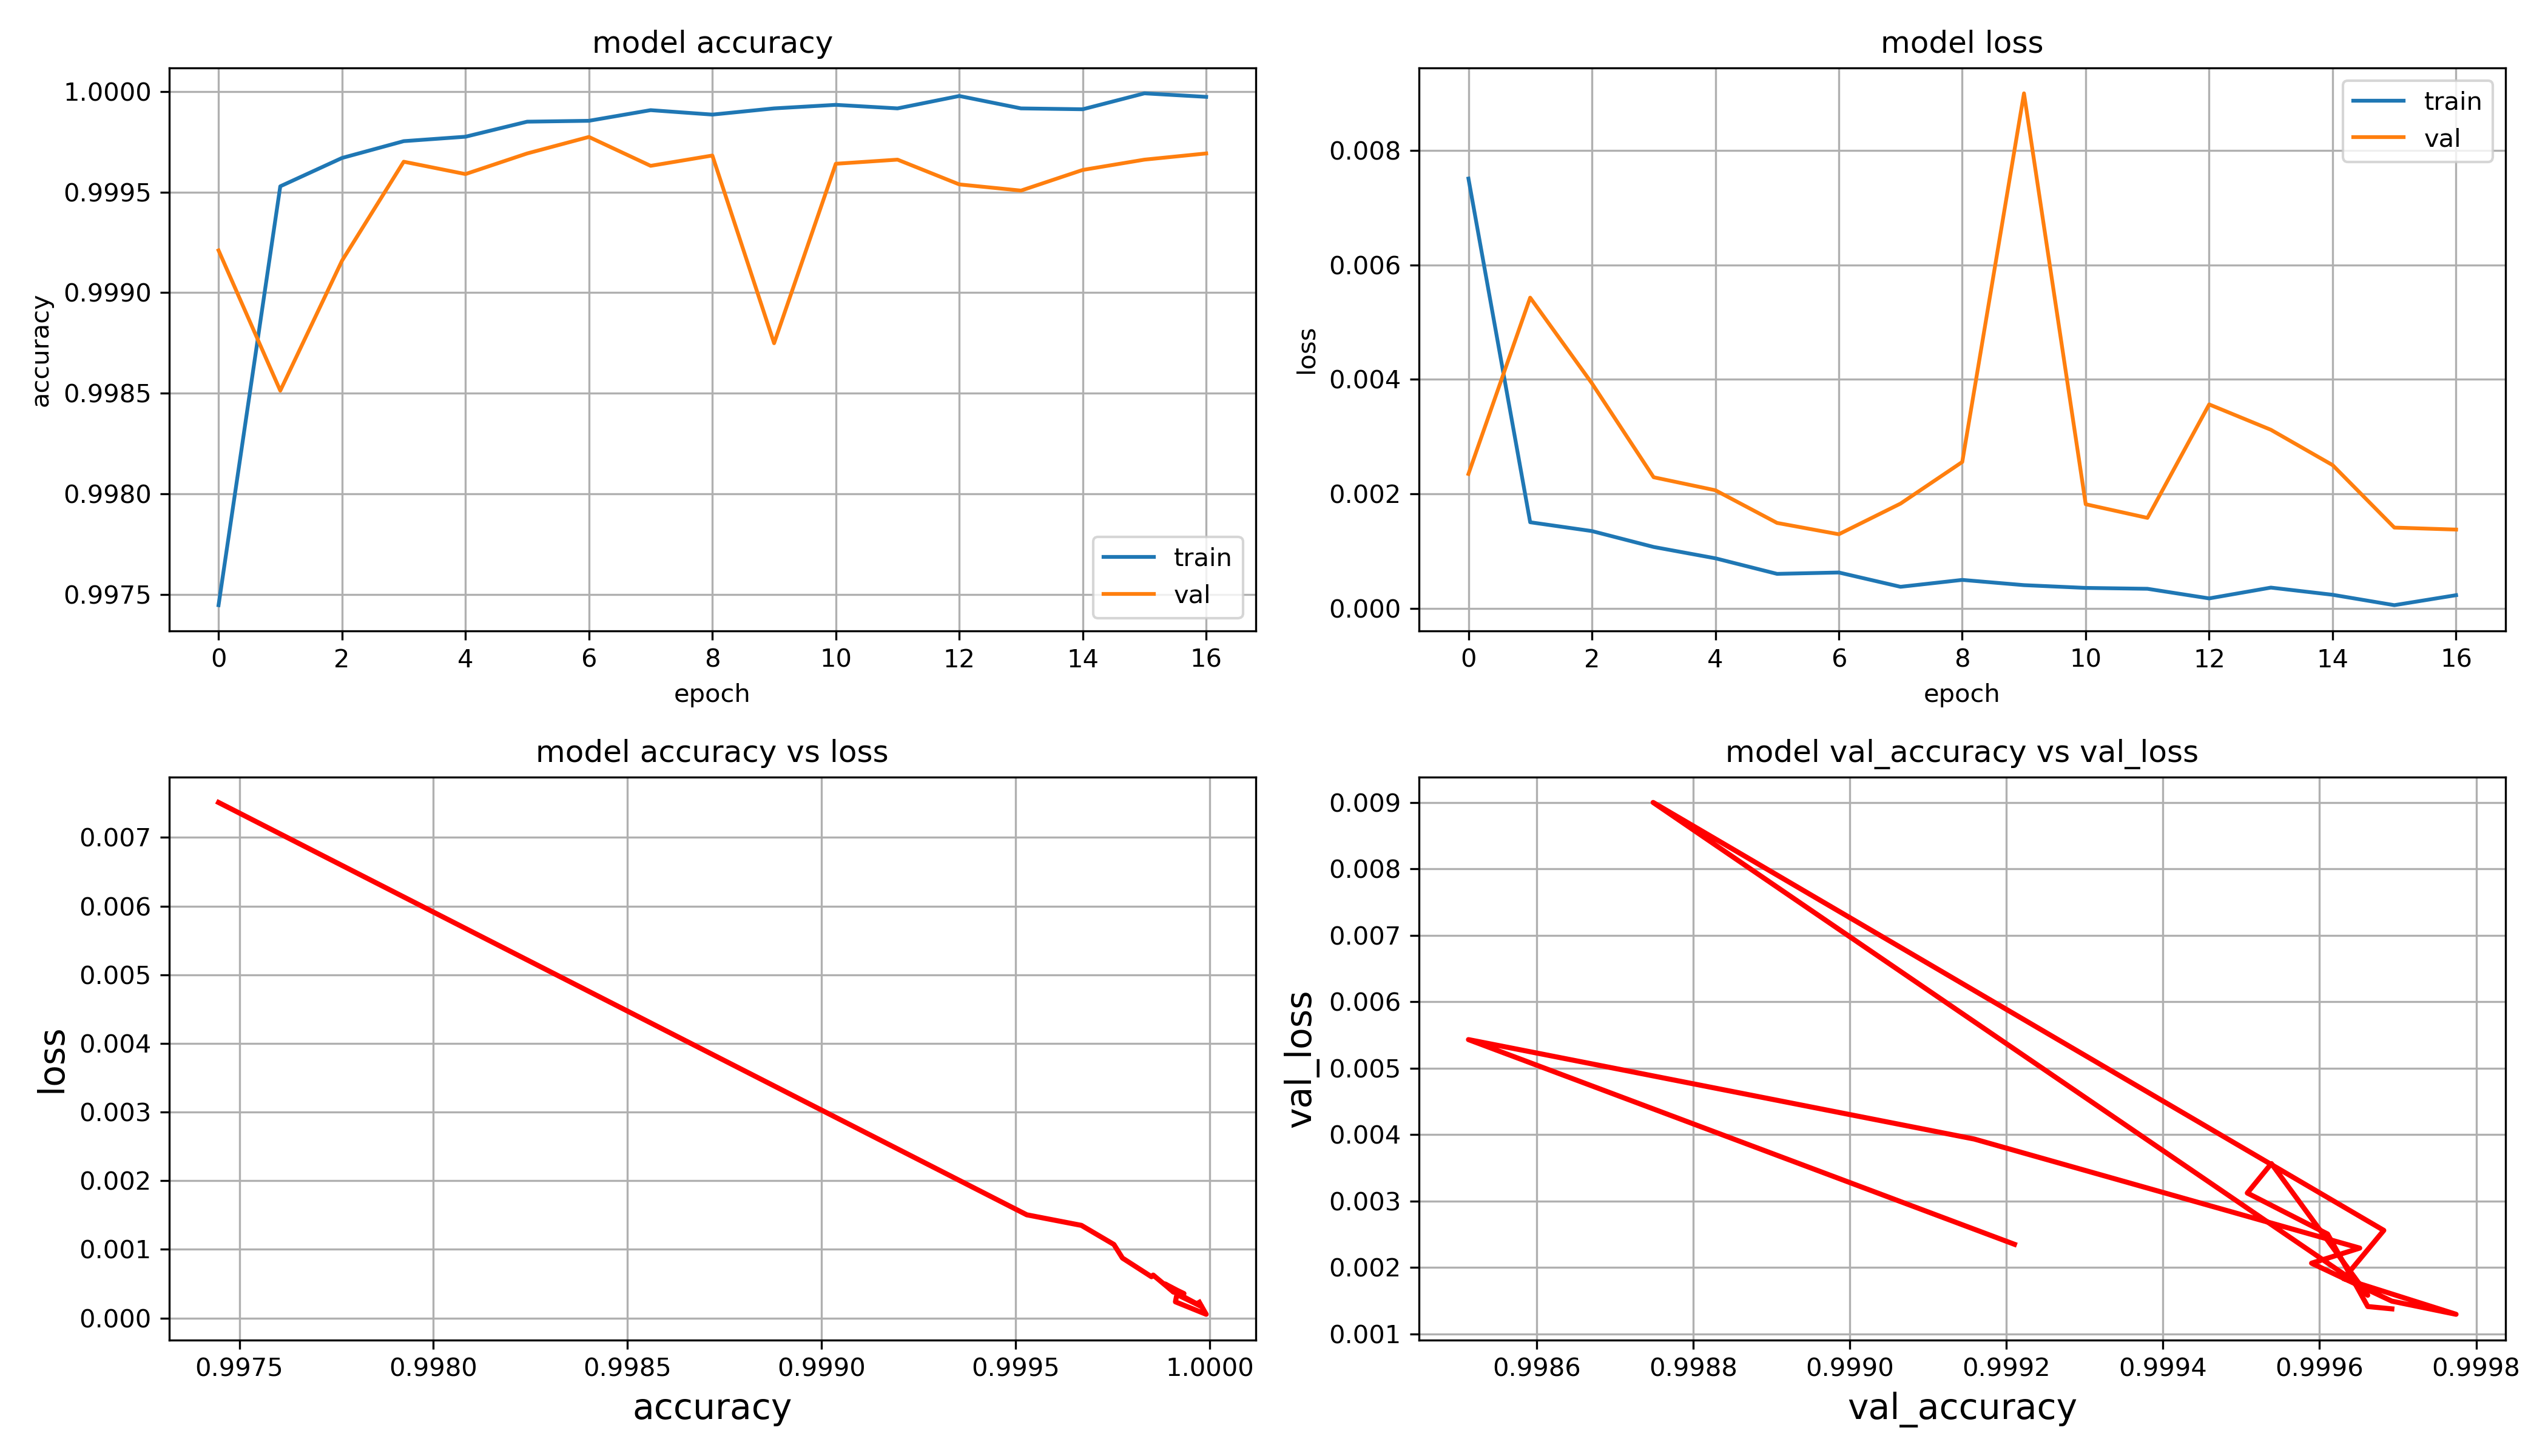 model accuracy
1.0000
0.9995
0.9990
0.9985
0.9980
0.9975
accuracy
train
val
0 2 4 6 8 10 12 14 16
epoch
model loss
train
val
0.008
0.006
0.004
0.002
0.000
loss
0 2 4 6 8 10 12 14 16
epoch
model accuracy vs loss
0.007
0.006
0.005
0.004
0.003
0.002
0.001
0.000
loss
0.9975 0.9980 0.9985 0.9990 0.9995 1.0000
accuracy
model val_accuracy vs val_loss
0.009
0.008
0.007
0.006
0.005
0.004
0.003
0.002
0.001
val_loss
0.9986 0.9988 0.9990 0.9992 0.9994 0.9996 0.9998
val_accuracy